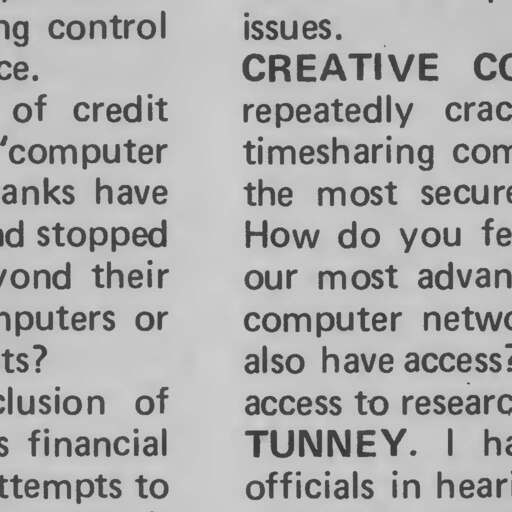 ng control
ce.
of credit
"computer
anks have
nd stopped
yond their
mputers or
ts?
clusion of
s financial
ttempts to
issues.
CREATIVE CO
repeatedly crac
timesharing com
the most secure
How do you fe
our most advan
computer netwo
also have access?
access to researc
TUNNEY. I ha
officials in heari